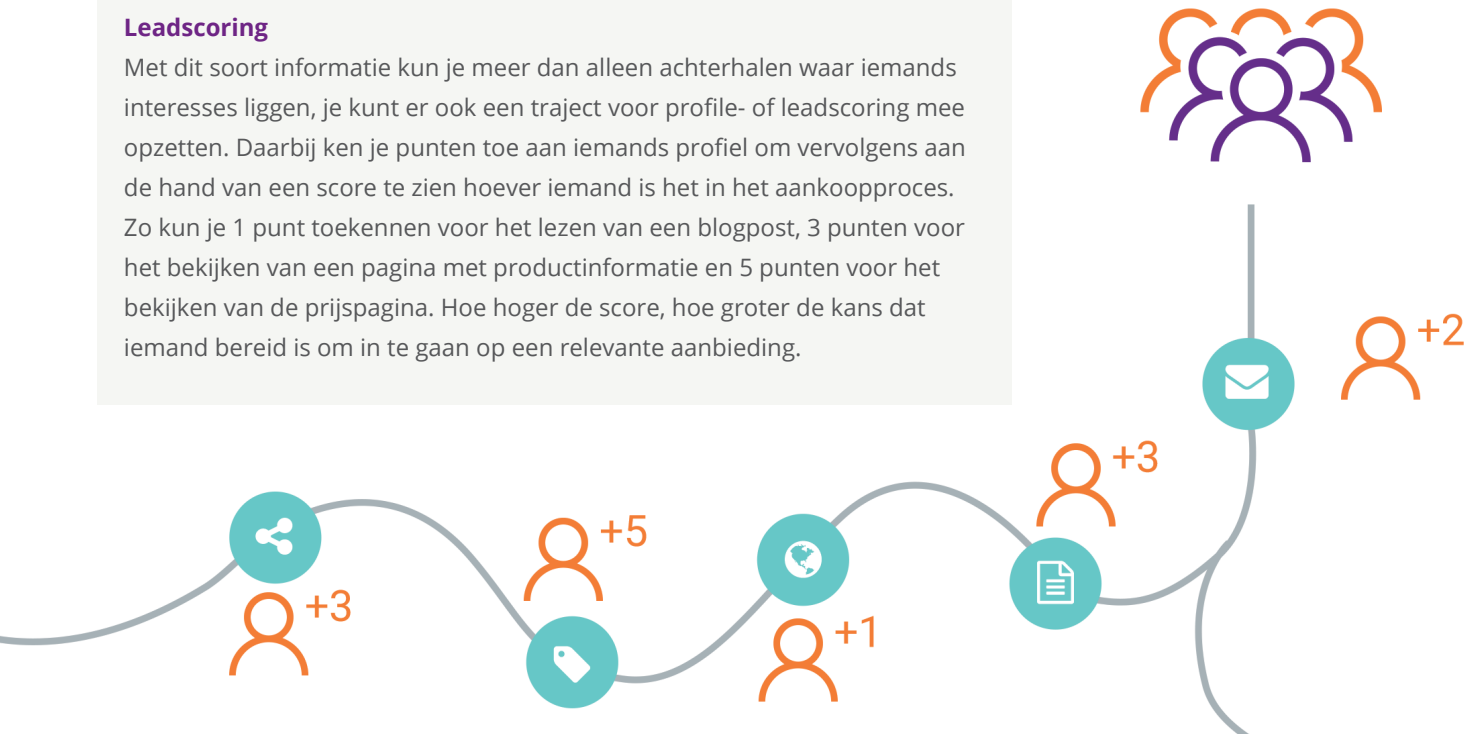 Leadscoring
Met dit soort informatie kun je meer dan alleen achterhalen waar iemands
interesses liggen, je kunt er ook een traject voor profile- of leadscoring mee
opzetten. Daarbij ken je punten toe aan iemands profiel om vervolgens aan
de hand van een score te zien hoever iemand is het in het aankoopproces.
Zo kun je 1 punt toekennen voor het lezen van een blogpost, 3 punten voor
het bekijken van een pagina met productinformatie en 5 punten voor het
bekijken van de prijspagina. Hoe hoger de score, hoe groter de kans dat
iemand bereid is om in te gaan op een relevante aanbieding.
+2
+3
+5
+3
+1